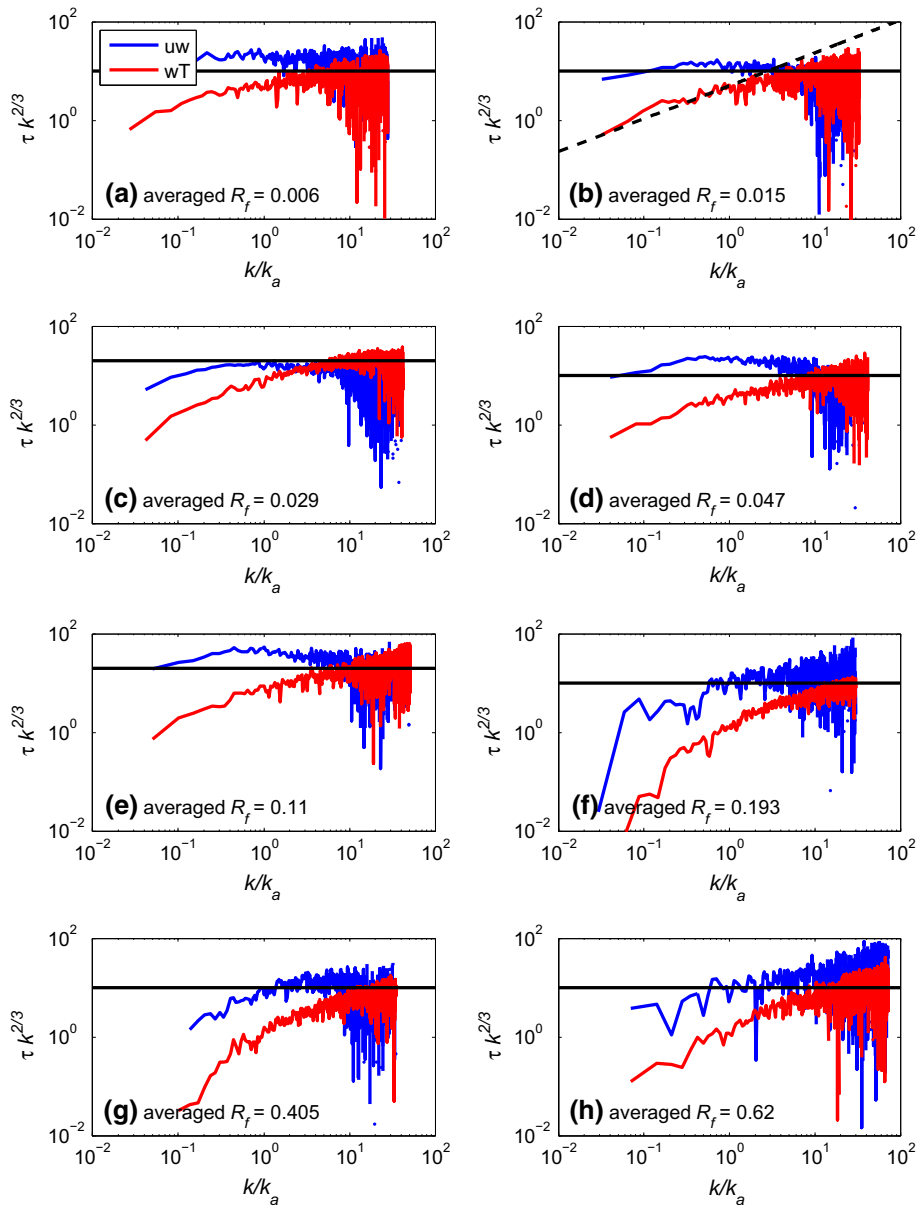 uw
wT
10^2
10^0
10^-2
τ k^2/3
(a) averaged R_f = 0.006
10^-2 10^-1 10^0 10^1 10^2
k/k_a
10^2
10^0
10^-2
τ k^2/3
(b) averaged R_f = 0.015
10^-2 10^-1 10^0 10^1 10^2
k/k_a
10^2
10^0
10^-2
τ k^2/3
(c) averaged R_f = 0.029
10^-2 10^-1 10^0 10^1 10^2
k/k_a
10^2
10^0
10^-2
τ k^2/3
(d) averaged R_f = 0.047
10^-2 10^-1 10^0 10^1 10^2
k/k_a
10^2
10^0
10^-2
τ k^2/3
(e) averaged R_f = 0.11
10^-2 10^-1 10^0 10^1 10^2
k/k_a
10^2
10^0
10^-2
τ k^2/3
(f) averaged R_f = 0.193
10^-2 10^-1 10^0 10^1 10^2
k/k_a
10^2
10^0
10^-2
τ k^2/3
(g) averaged R_f = 0.405
10^-2 10^-1 10^0 10^1 10^2
k/k_a
10^2
10^0
10^-2
τ k^2/3
(h) averaged R_f = 0.62
10^-2 10^-1 10^0 10^1 10^2
k/k_a